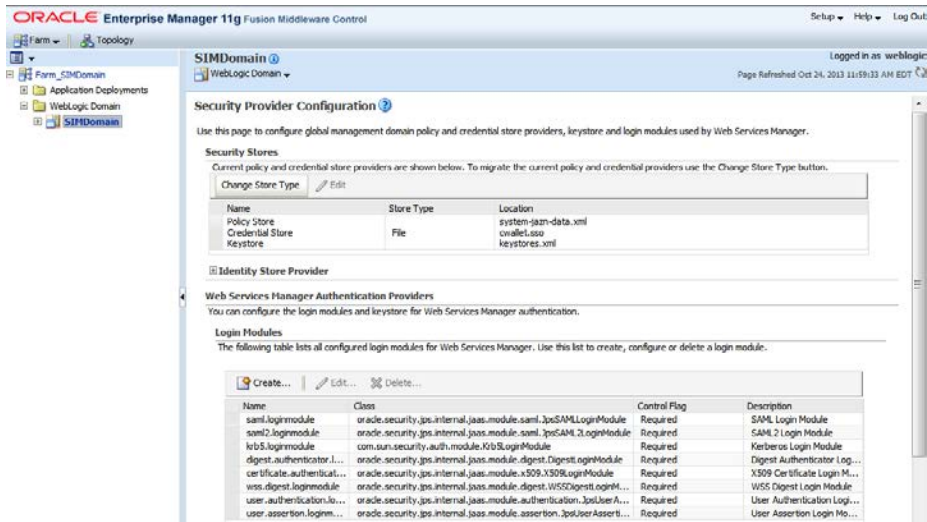 ORACLE Enterprise Manager 11g Fusion Middleware Control
Setup Help Log Out
Farm Topology
Farm_SIMDomain
Application Deployments
WebLogic Domain
SIMDomain
SIMDomain
Logged in as weblogic
WebLogic Domain
Page Refreshed Oct 24, 2013 11:59:33 AM EDT
Security Provider Configuration
Use this page to configure global management domain policy and credential store providers, keystore and login modules used by Web Services Manager.
Security Stores
Current policy and credential store providers are shown below. To migrate the current policy and credential providers use the Change Store Type button.
Change Store Type Edit
Name Store Type Location
Policy Store system-jazn-data.xml
Credential Store File cwallet.sso
Keystore keystores.xml
Identity Store Provider
Web Services Manager Authentication Providers
You can configure the login modules and keystore for Web Services Manager authentication.
Login Modules
The following table lists all configured login modules for Web Services Manager. Use this list to create, configure or delete a login module.
Create... Edit... Delete...
Name Class Control Flag Description
saml.loginmodule oracle.security.jps.internal.jaas.module.saml.JpsSAMLLoginModule Required SAML Login Module
saml2.loginmodule oracle.security.jps.internal.jaas.module.saml.JpsSAML2LoginModule Required SAML2 Login Module
krb5.loginmodule com.sun.security.auth.module.Krb5LoginModule Required Kerberos Login Module
digest.authenticator.l... oracle.security.jps.internal.jaas.module.digest.DigestLoginModule Required Digest Authenticator Log...
certificate.authenticat... oracle.security.jps.internal.jaas.module.x509.X509LoginModule Required X509 Certificate Login M...
wss.digest.loginmodule oracle.security.jps.internal.jaas.module.digest.WSSDigestLoginM... Required WSS Digest Login Module
user.authentication.lo... oracle.security.jps.internal.jaas.module.authentication.JpsUserA... Required User Authentication Logi...
user.assertion.loginm... oracle.security.jps.internal.jaas.module.assertion.JpsUserAsserti... Required User Assertion Login Mo...